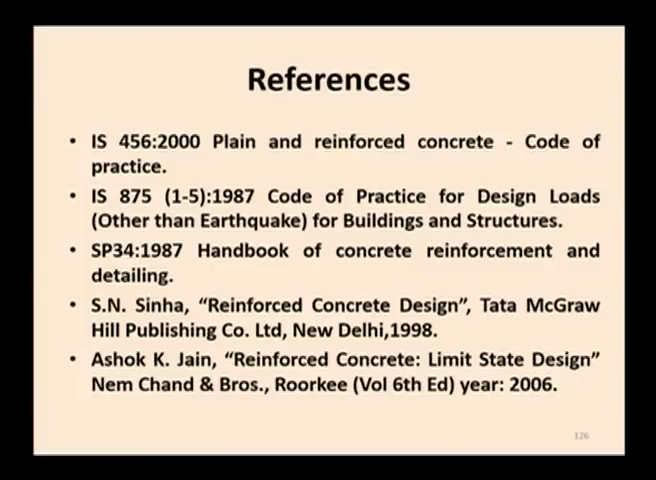 References
• IS 456:2000 Plain and reinforced concrete - Code of
practice.
• IS 875 (1-5):1987 Code of Practice for Design Loads
(Other than Earthquake) for Buildings and Structures.
• SP34:1987 Handbook of concrete reinforcement and
detailing.
• S.N. Sinha, “Reinforced Concrete Design”, Tata McGraw
Hill Publishing Co. Ltd, New Delhi,1998.
• Ashok K. Jain, “Reinforced Concrete: Limit State Design”
Nem Chand & Bros., Roorkee (Vol 6th Ed) year: 2006.
126